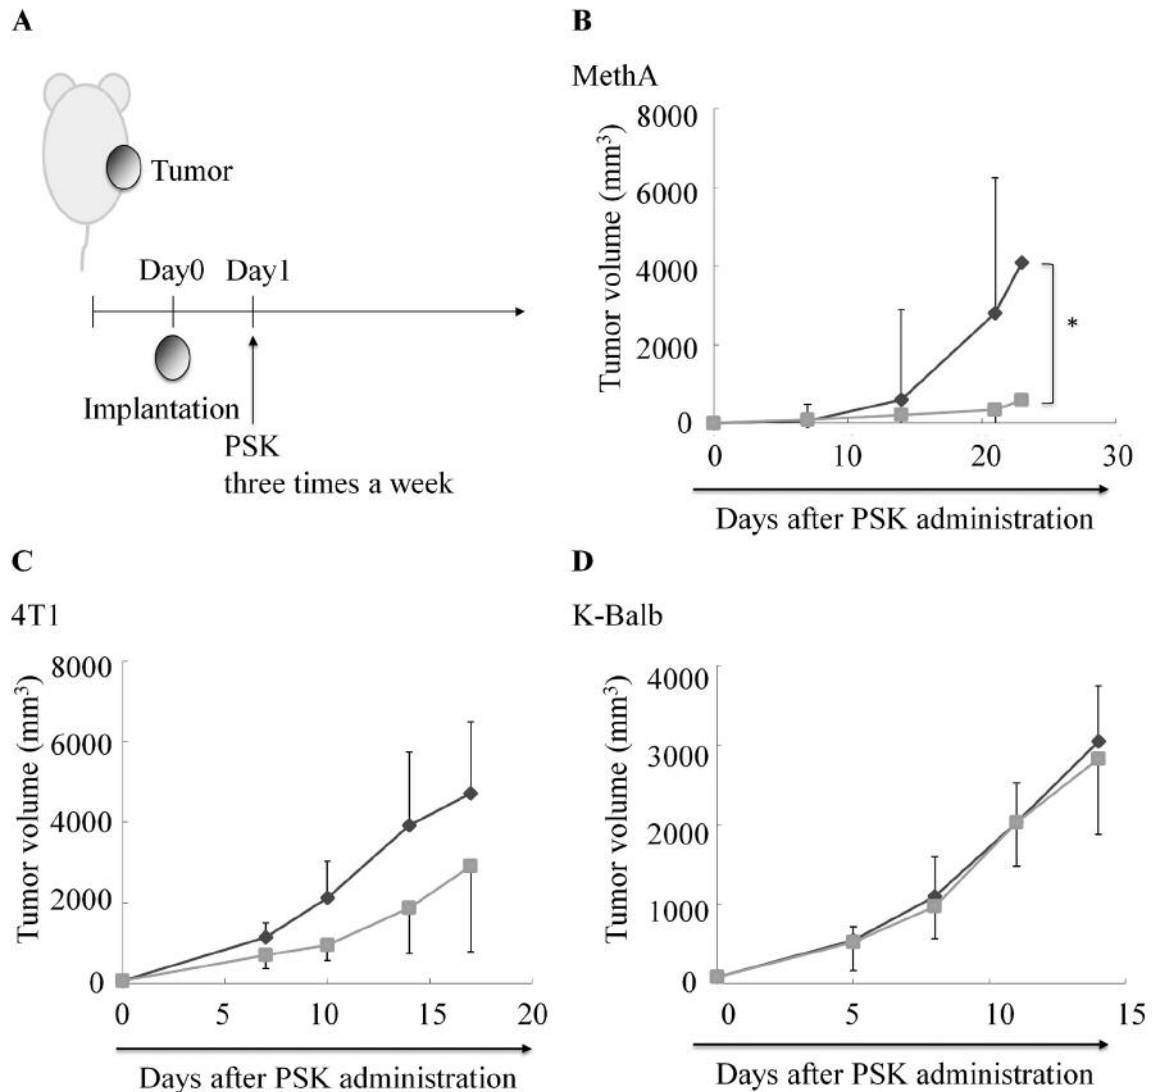 A
Tumor
Day0 Day1
Implantation
PSK
three times a week
B
MethA
Tumor volume (mm³)
8000
6000
4000
2000
0
*
0 10 20 30
Days after PSK administration
C
4T1
Tumor volume (mm³)
8000
6000
4000
2000
0
0 5 10 15 20
Days after PSK administration
D
K-Balb
Tumor volume (mm³)
4000
3000
2000
1000
0
0 5 10 15
Days after PSK administration